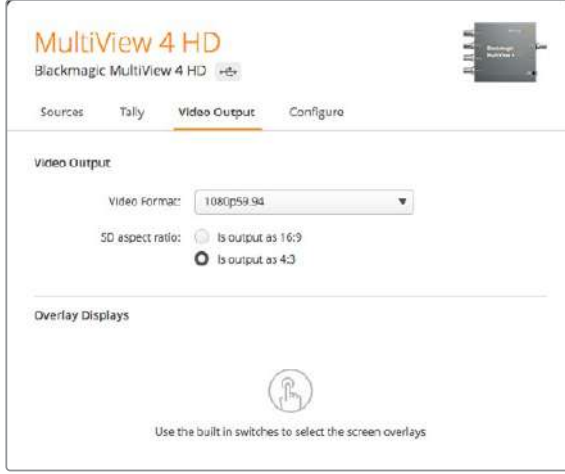 MultiView 4 HD
Blackmagic MultiView 4 HD
Sources Tally Video Output Configure
Video Output
Video Format: 1080p59.94
SD aspect ratio: Is output as 16:9
Is output as 4:3
Overlay Displays
Use the built in switches to select the screen overlays